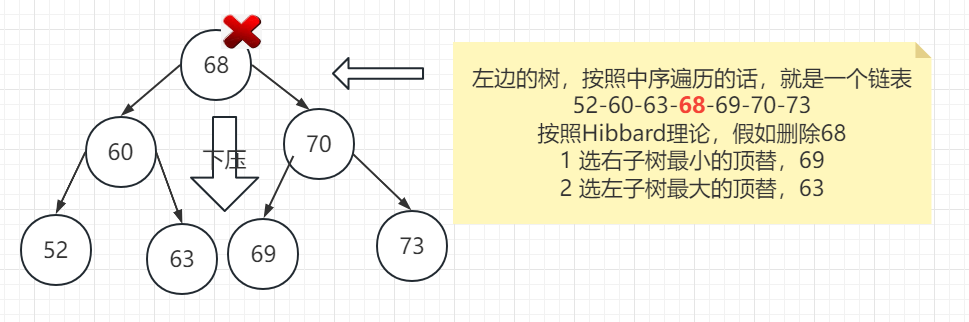 68
60
下压
70
52
63
69
73
左边的树，按照中序遍历的话，就是一个链表
52-60-63-68-69-70-73
按照Hibbard理论，假如删除68
1 选右子树最小的顶替，69
2 选左子树最大的顶替，63